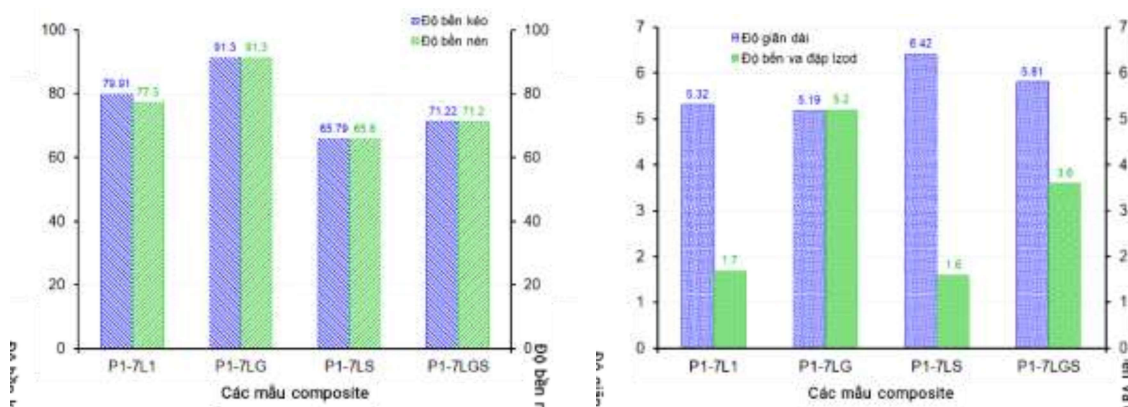 Độ bền kéo
Độ bền nén
100
80
60
40
20
0
79.91
77.3
91.3
91.3
65.79
65.8
71.22
71.2
100
80
60
40
20
0
P1-7L1
P1-7LG
P1-7LS
P1-7LGS
Các mẫu composite
Độ giãn dài
Độ bền va đập Izod
7
6
5
4
3
2
1
0
5.32
1.7
5.19
5.2
6.42
1.6
5.81
3.6
7
6
5
4
3
2
1
0
P1-7L1
P1-7LG
P1-7LS
P1-7LGS
Các mẫu composite
Độ bền